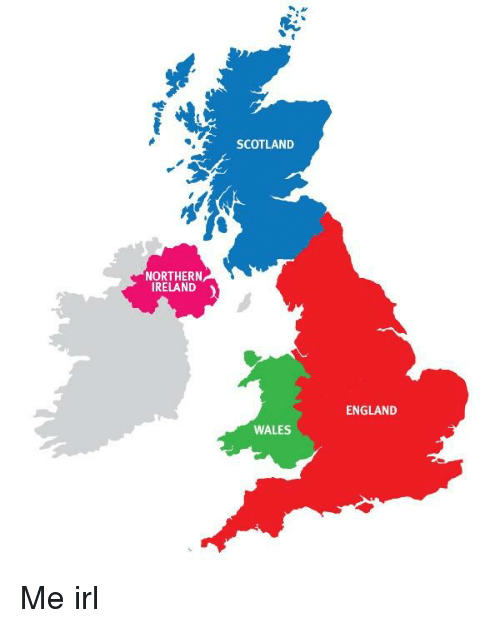 SCOTLAND
NORTHERN
IRELAND
ENGLAND
WALES
Me irl